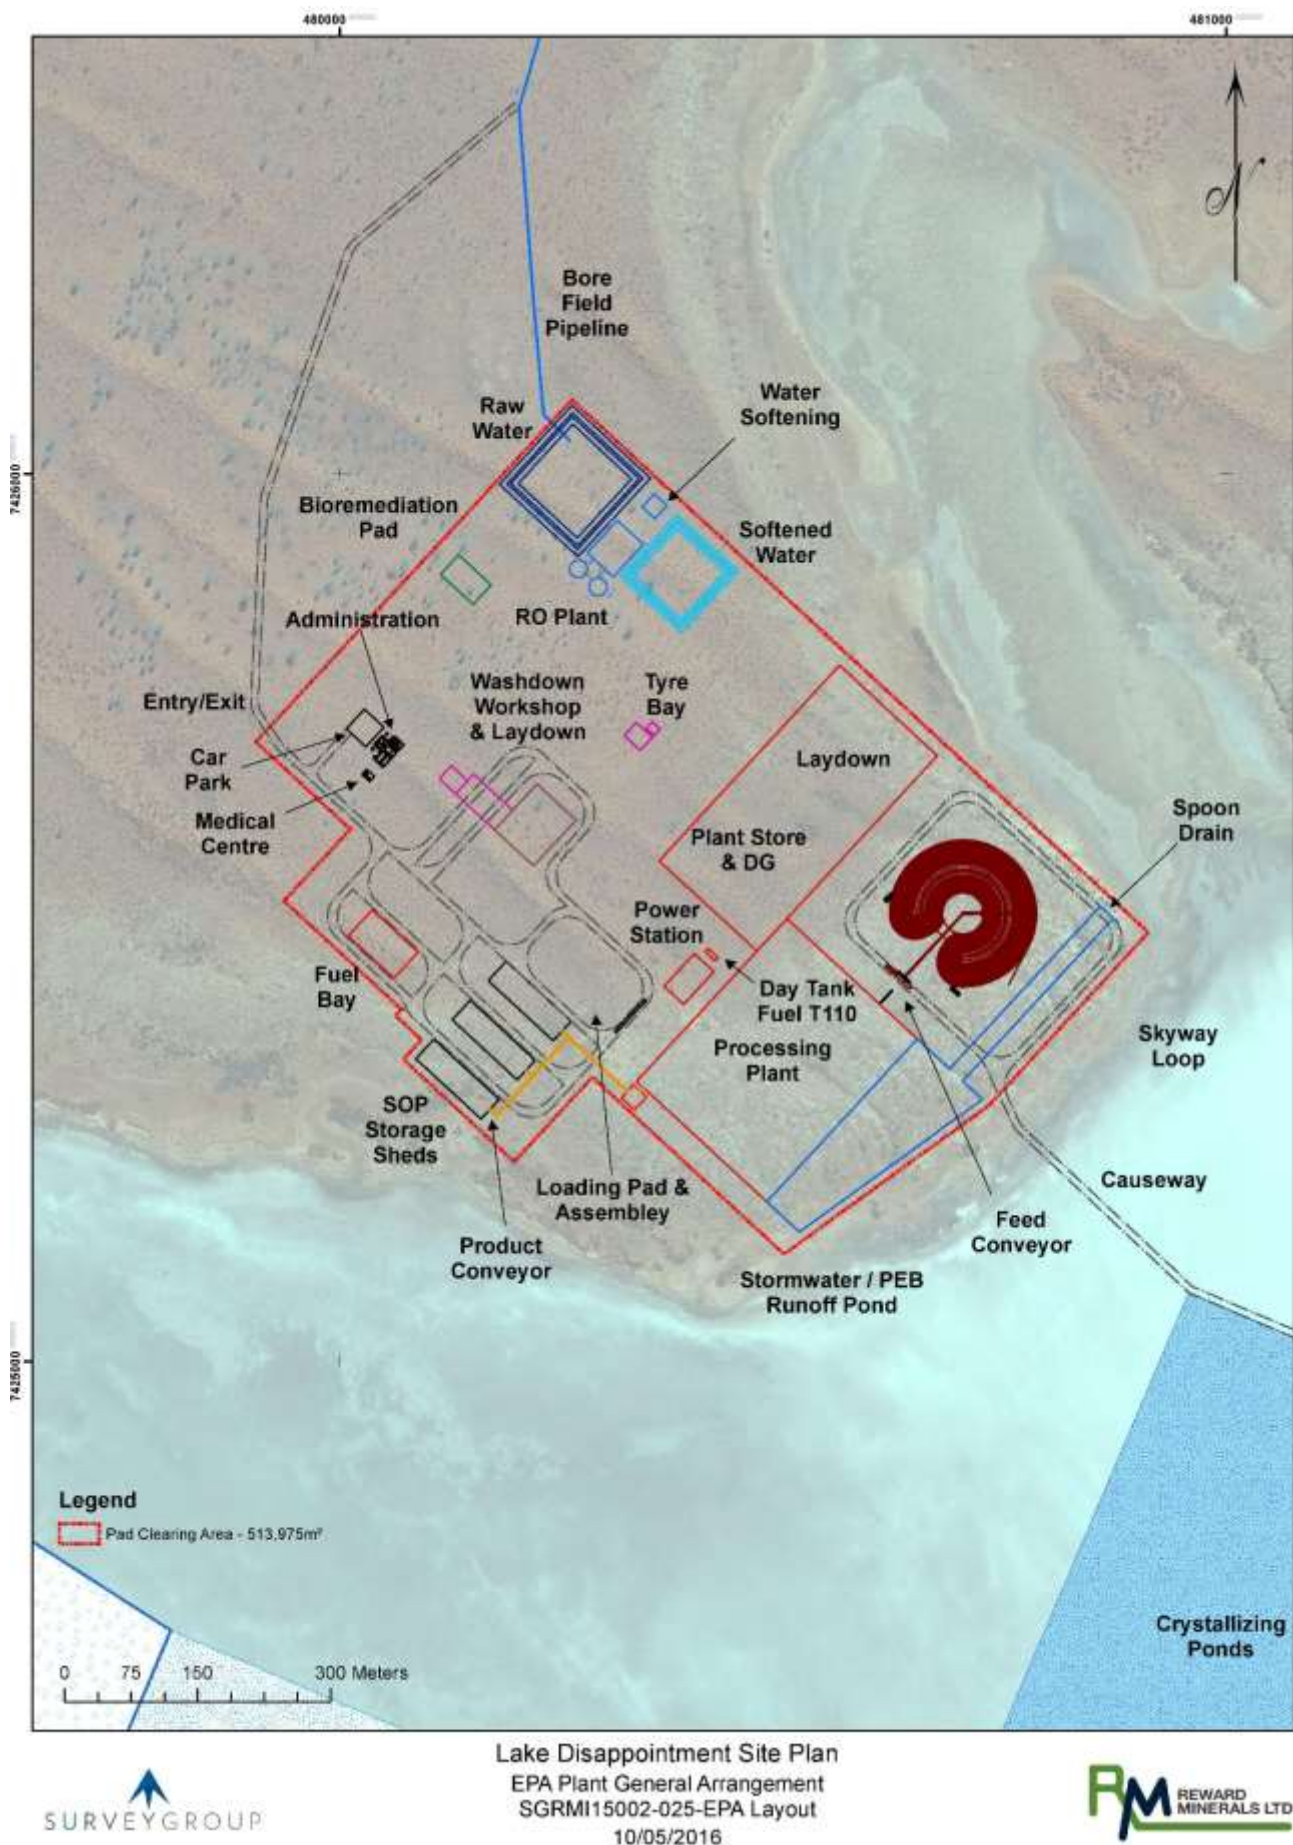 480000
481000
7426000
7425000
Bore
Field
Pipeline
Water
Softening
Raw
Water
Bioremediation
Pad
Softened
Water
RO Plant
Administration
Entry/Exit
Washdown
Workshop
& Laydown
Tyre
Bay
Car
Park
Laydown
Medical
Centre
Spoon
Drain
Plant Store
& DG
Power
Station
Fuel
Bay
Day Tank
Fuel T110
Skyway
Loop
Processing
Plant
SOP
Storage
Sheds
Loading Pad &
Assembley
Causeway
Feed
Conveyor
Product
Conveyor
Stormwater / PEB
Runoff Pond
Legend
Pad Clearing Area - 513,975m²
Crystallizing
Ponds
0 75 150 300 Meters
Lake Disappointment Site Plan
EPA Plant General Arrangement
SGRMI15002-025-EPA Layout
10/05/2016
SURVEYGROUP
RM REWARD
MINERALS LTD
N